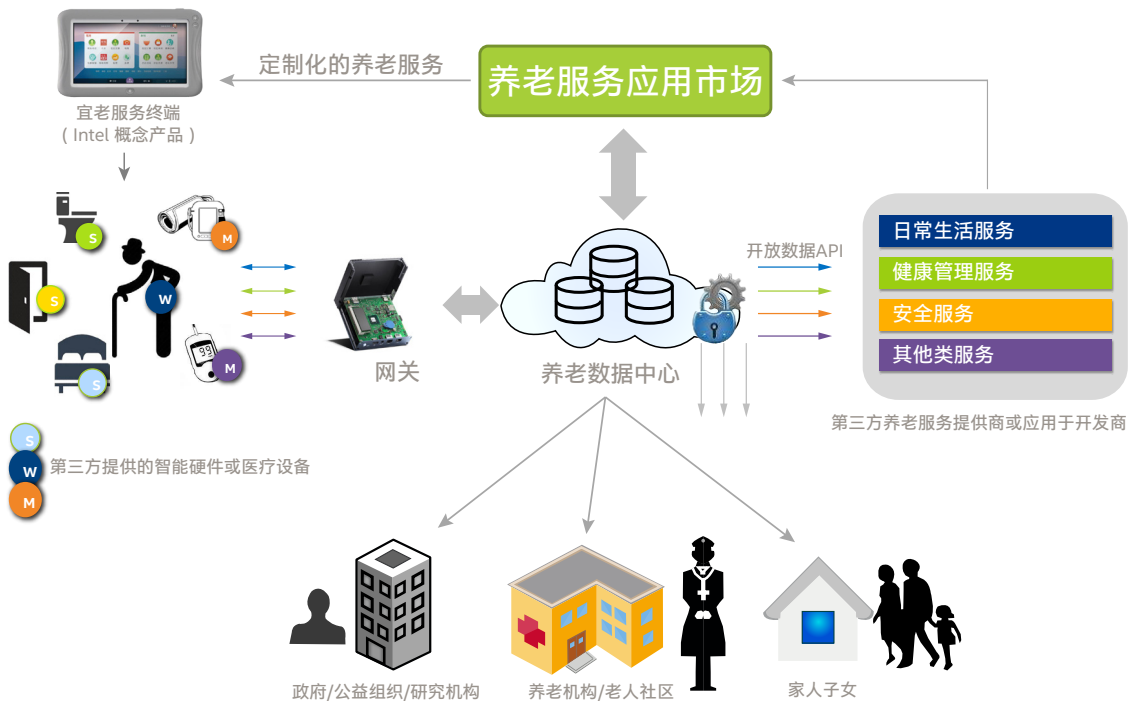 定制化的养老服务
养老服务应用市场
宜老服务终端
( Intel 概念产品 )
S
M
S
W
M
S
网关
养老数据中心
开放数据API
日常生活服务
健康管理服务
安全服务
其他类服务
第三方养老服务提供商或应用于开发商
S
W
M
第三方提供的智能硬件或医疗设备
政府/公益组织/研究机构
养老机构/老人社区
家人子女